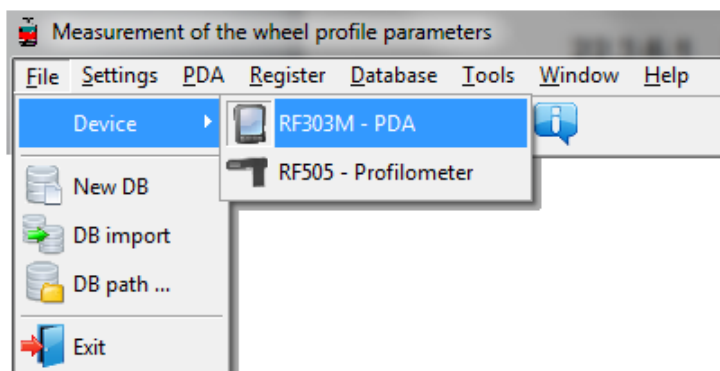 Measurement of the wheel profile parameters
File Settings PDA Register Database Tools Window Help
Device RF303M - PDA
RF505 - Profilometer
New DB
DB import
DB path ...
Exit